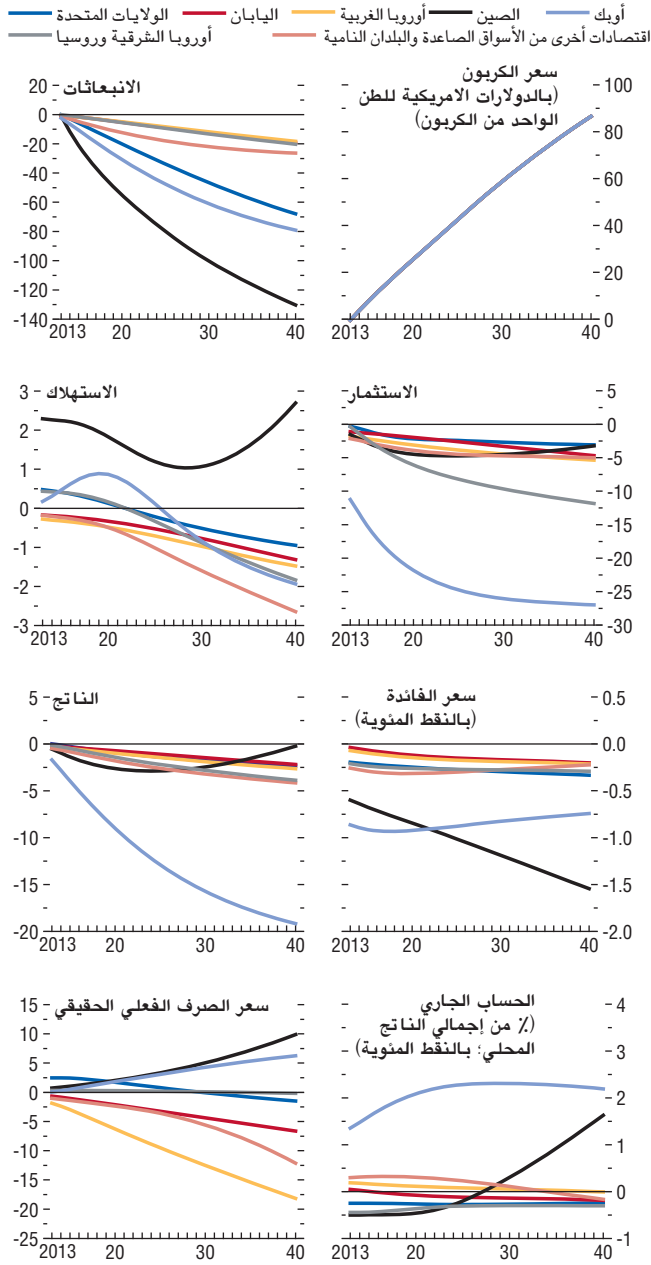 الولايات المتحدة اليابان أوروبا الغربية الصين أوبك
أوروبا الشرقية وروسيا اقتصادات أخرى من الأسواق الصاعدة والبلدان النامية
الانبعاثات
20
0
-20
-40
-60
-80
-100
-120
-140
2013 20 30 40
سعر الكربون
(بالدولارات الامريكية للطن
الواحد من الكربون)
100
80
60
40
20
0
2013 20 30 40
الاستهلاك
3
2
1
0
-1
-2
-3
2013 20 30 40
الاستثمار
5
0
-5
-10
-15
-20
-25
-30
2013 20 30 40
الناتج
5
0
-5
-10
-15
-20
2013 20 30 40
سعر الفائدة
(بالنقط المئوية)
0.5
0.0
-0.5
-1.0
-1.5
-2.0
2013 20 30 40
سعر الصرف الفعلي الحقيقي
15
10
5
0
-5
-10
-15
-20
-25
2013 20 30 40
الحساب الجاري
(٪ من إجمالي الناتج
المحلي؛ بالنقط المئوية)
4
3
2
1
0
-1
2013 20 30 40